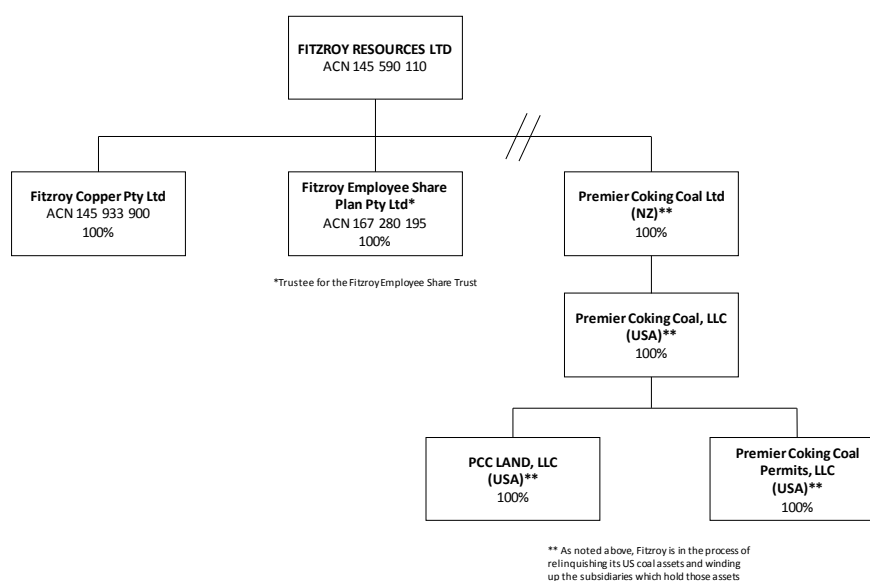 FITZROY RESOURCES LTD
ACN 145 590 110
Fitzroy Copper Pty Ltd
ACN 145 933 900
100%
Fitzroy Employee Share
Plan Pty Ltd*
ACN 167 280 195
100%
Premier Coking Coal Ltd
(NZ)**
100%
*Trustee for the Fitzroy Employee Share Trust
Premier Coking Coal, LLC
(USA)**
100%
PCC LAND, LLC
(USA)**
100%
Premier Coking Coal
Permits, LLC
(USA)**
100%
** As noted above, Fitzroy is in the process of
relinquishing its US coal assets and winding
up the subsidiaries which hold those assets